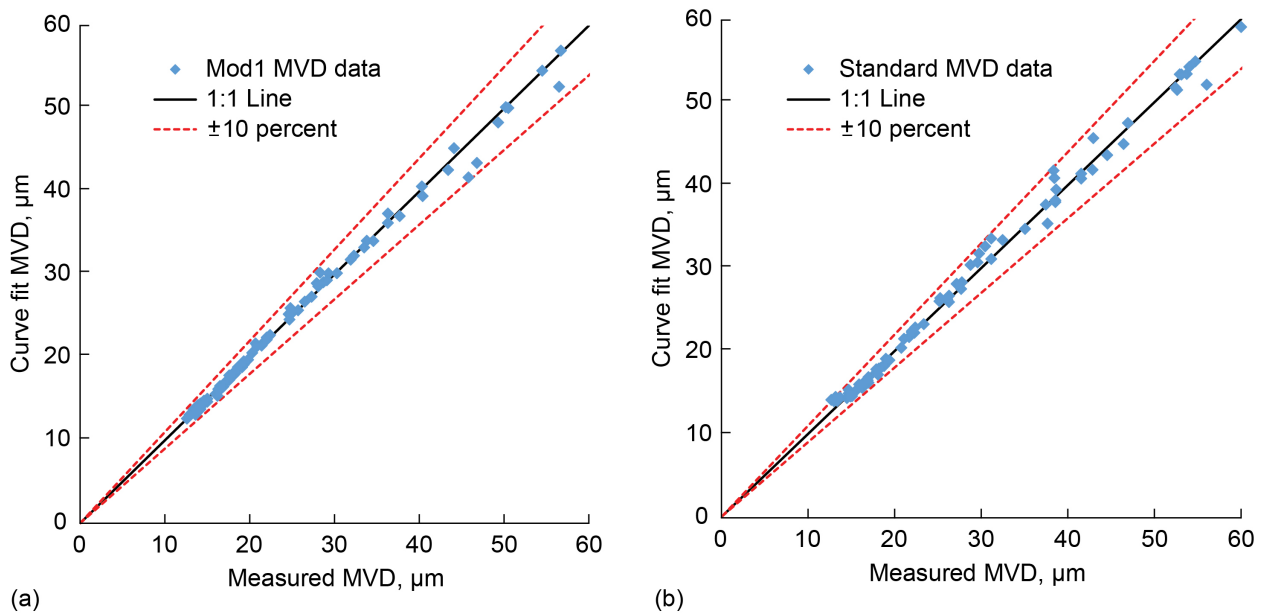 60
50
40
30
20
10
0
Curve fit MVD, µm
Mod1 MVD data
1:1 Line
±10 percent
0 10 20 30 40 50 60
Measured MVD, µm
(a)
60
50
40
30
20
10
0
Curve fit MVD, µm
Standard MVD data
1:1 Line
±10 percent
0 10 20 30 40 50 60
Measured MVD, µm
(b)